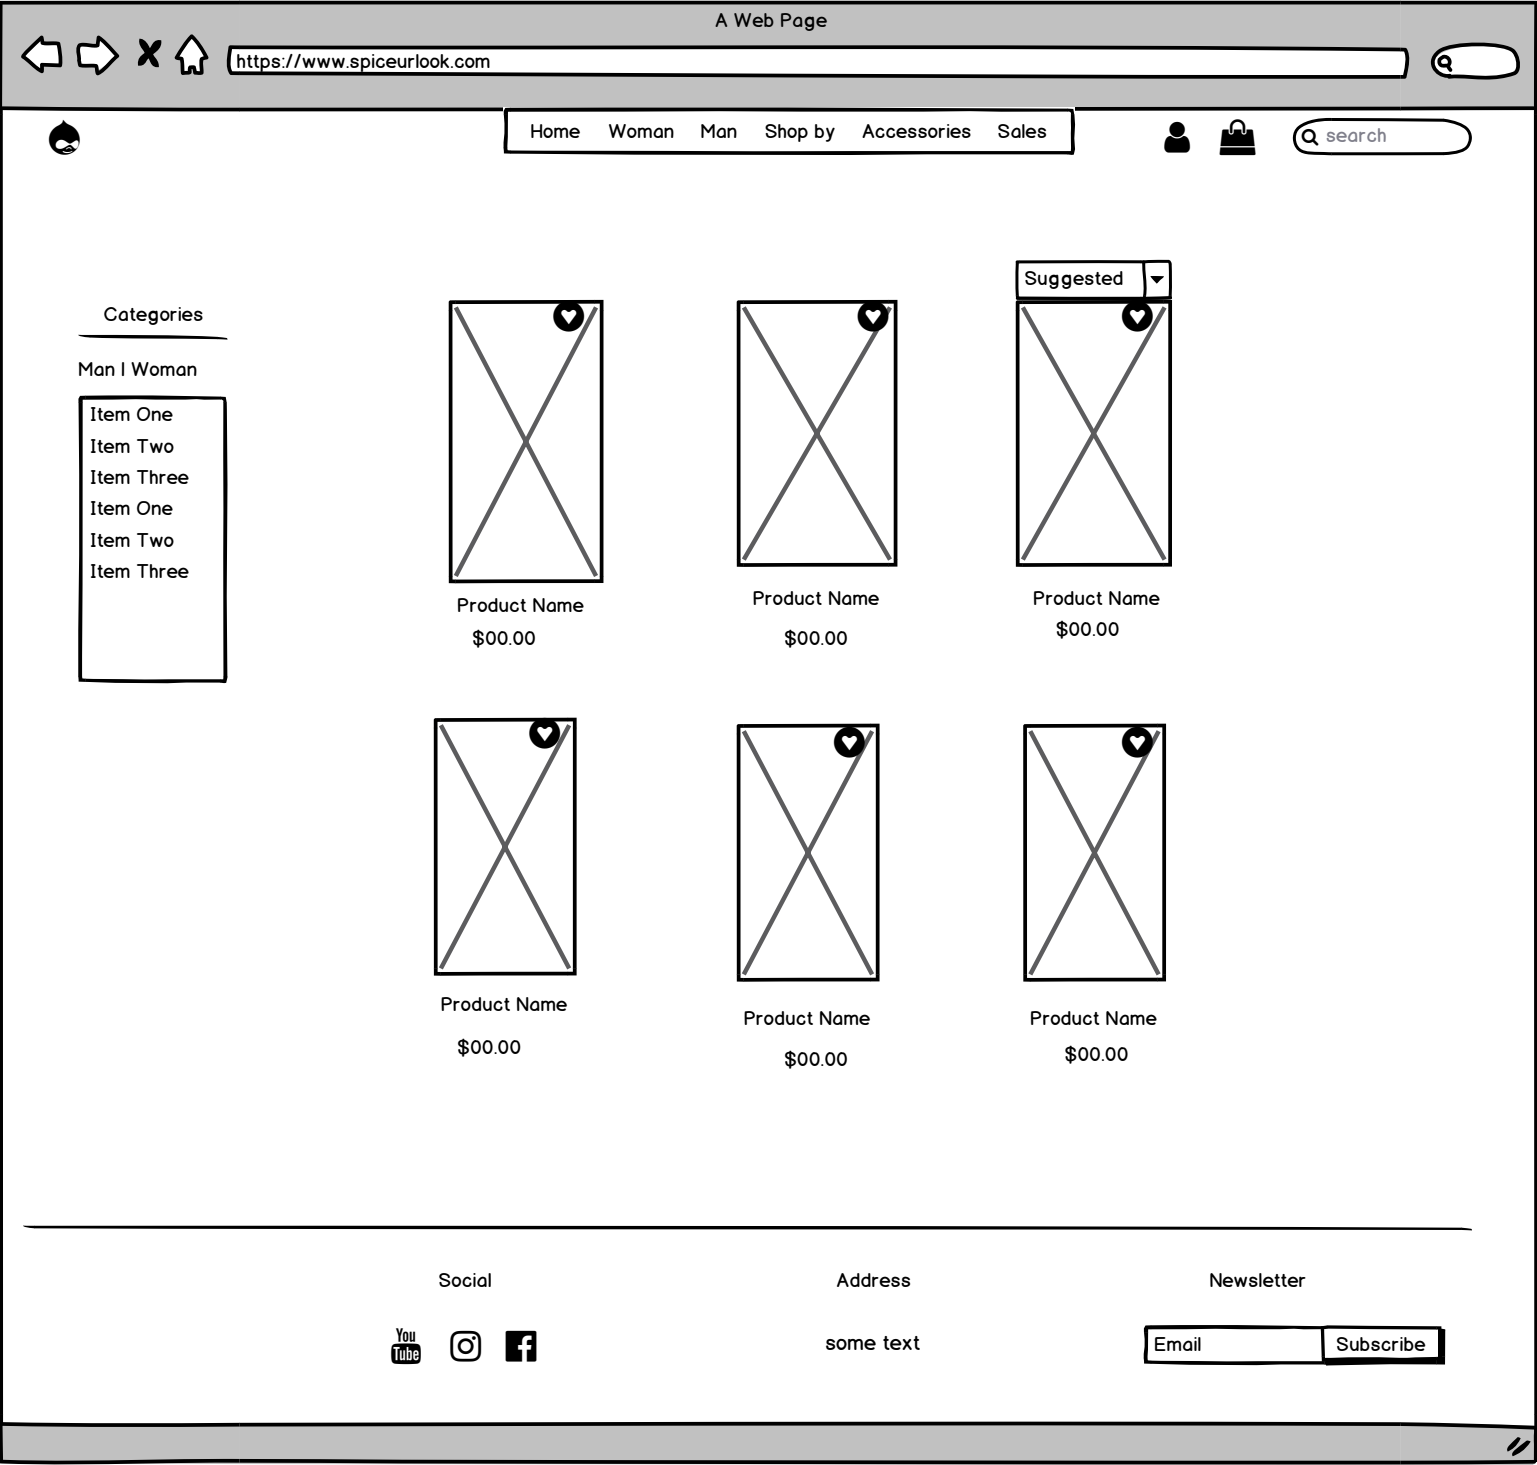 A Web Page
https://www.spiceurlook.com
Home Woman Man Shop by Accessories Sales
search
Suggested
Categories
Man | Woman
Item One
Item Two
Item Three
Item One
Item Two
Item Three
Product Name
$00.00
Product Name
$00.00
Product Name
$00.00
Product Name
$00.00
Product Name
$00.00
Product Name
$00.00
Social
You
Tube
Address
some text
Newsletter
Email
Subscribe